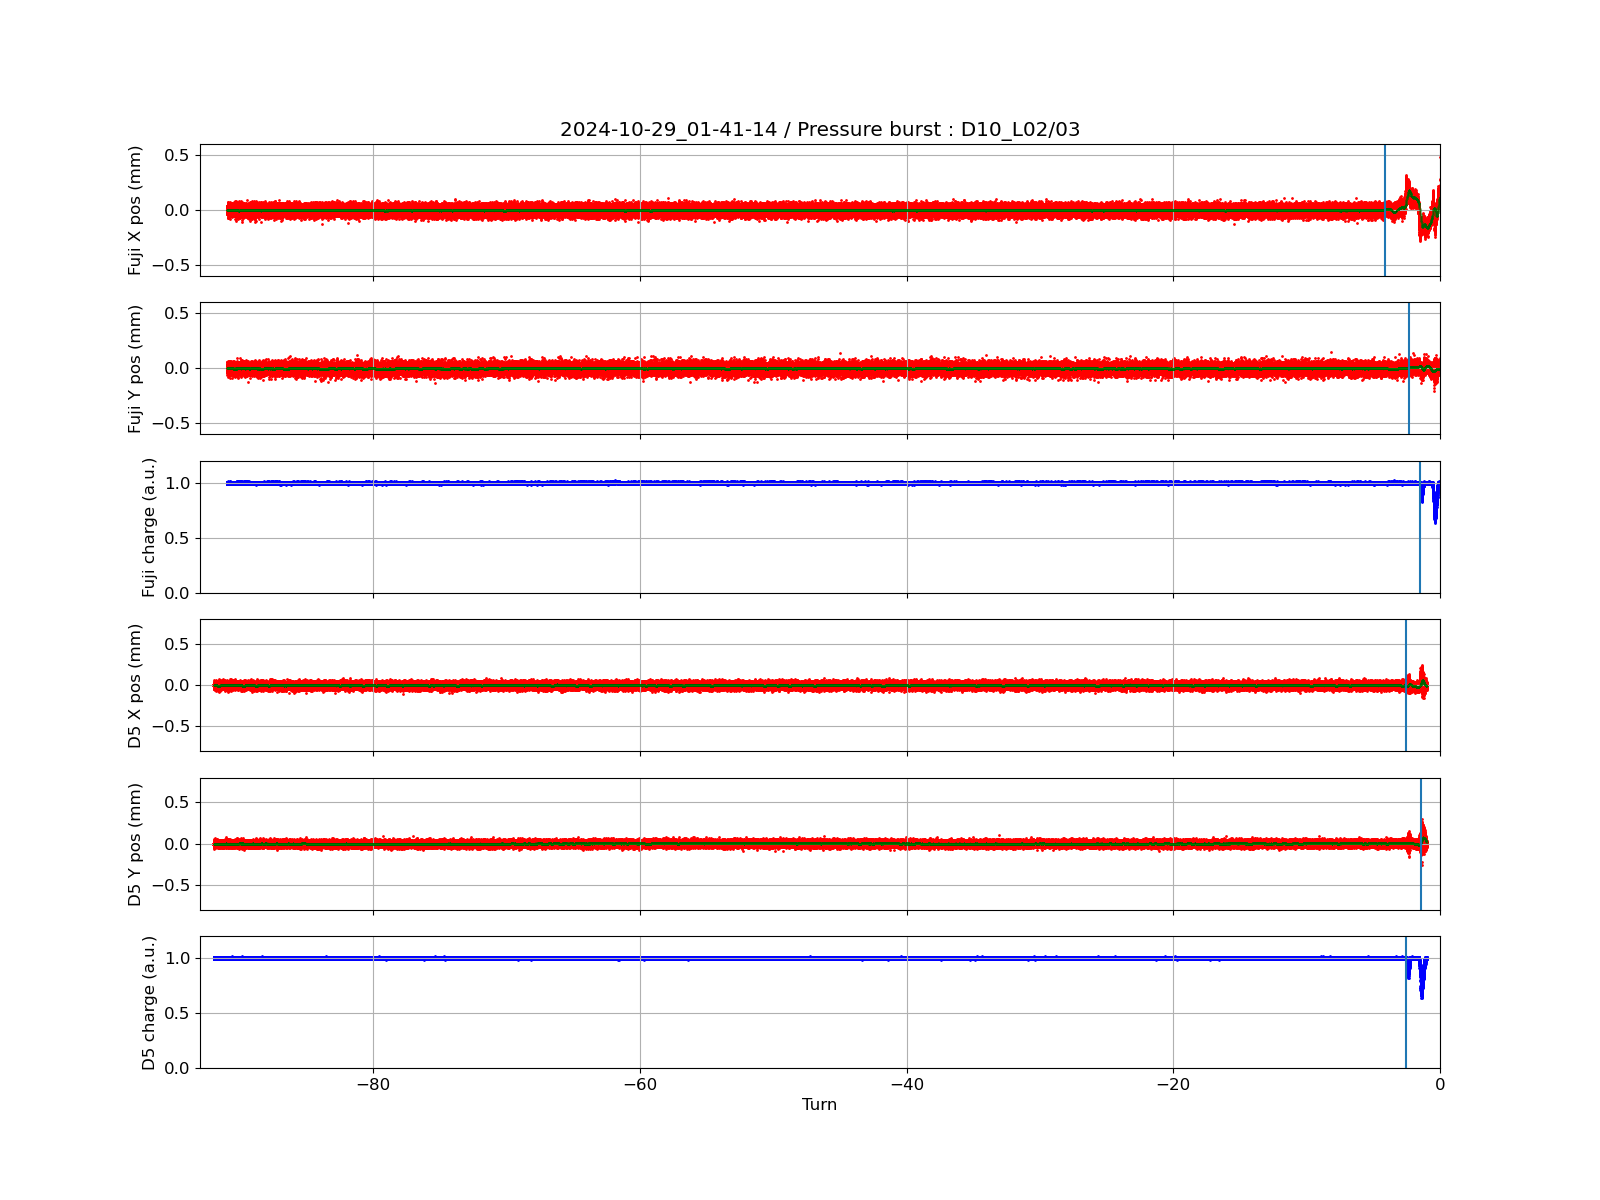 2024-10-29_01-41-14 / Pressure burst : D10_L02/03
Fuji X pos (mm)
0.5
0.0
−0.5
Fuji Y pos (mm)
0.5
0.0
−0.5
Fuji charge (a.u.)
1.0
0.5
0.0
D5 X pos (mm)
0.5
0.0
−0.5
D5 Y pos (mm)
0.5
0.0
−0.5
D5 charge (a.u.)
1.0
0.5
0.0
−80 −60 −40 −20 0
Turn